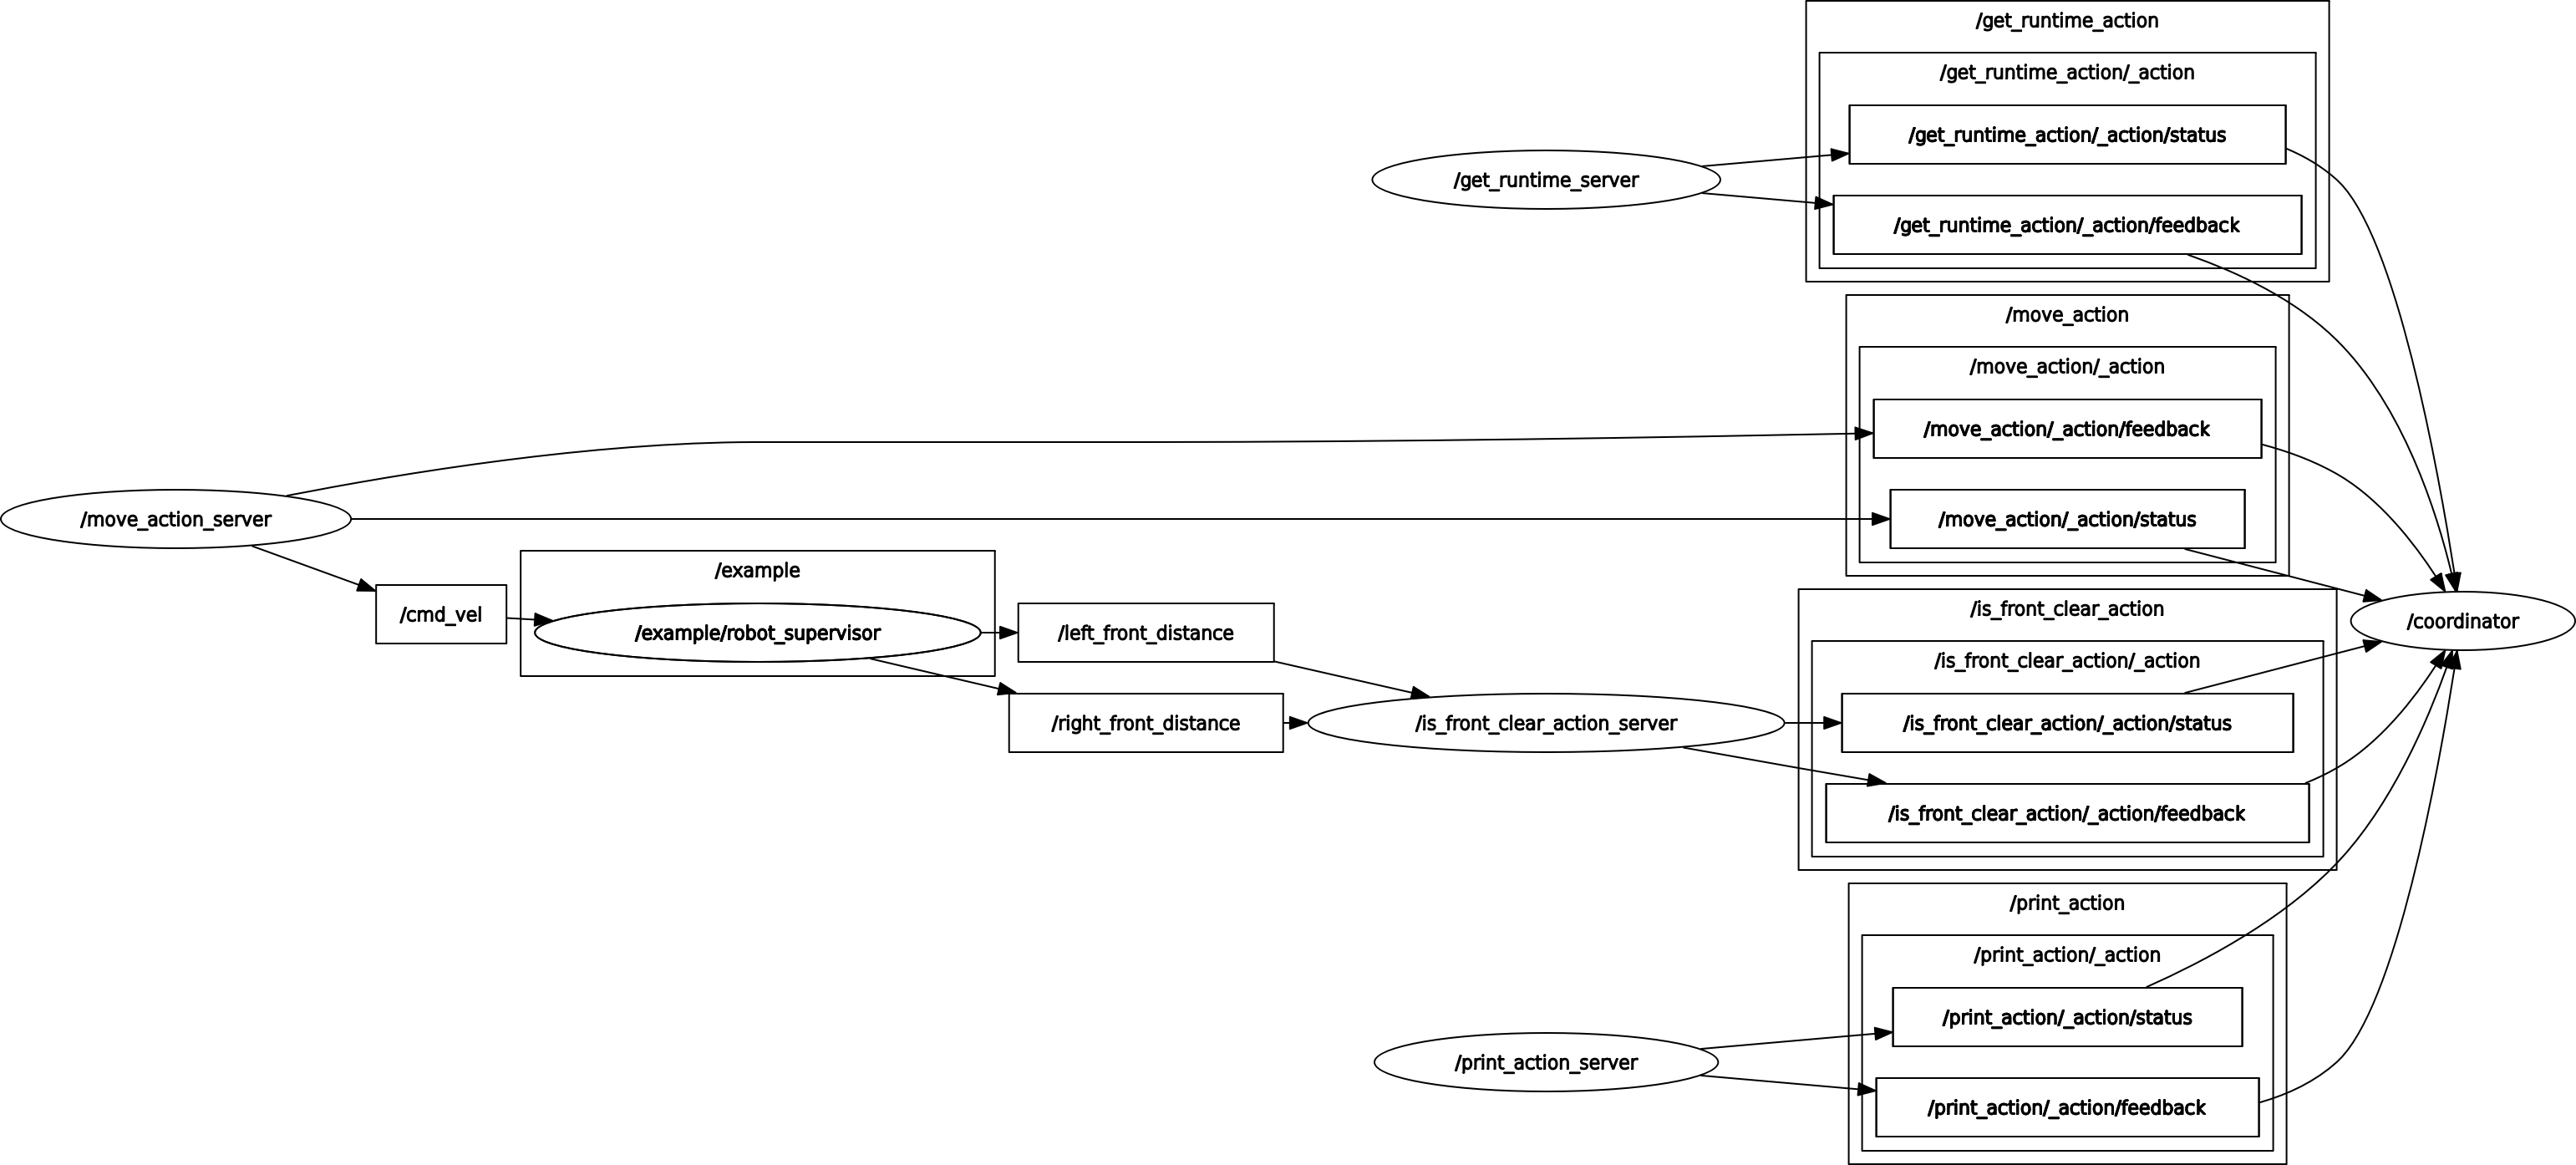 /get_runtime_action
/get_runtime_action/_action
/get_runtime_action/_action/status
/get_runtime_server
/get_runtime_action/_action/feedback
/move_action
/move_action/_action
/move_action/_action/feedback
/move_action_server
/move_action/_action/status
/example
/cmd_vel
/example/robot_supervisor
/left_front_distance
/right_front_distance
/is_front_clear_action
/coordinator
/is_front_clear_action/_action
/is_front_clear_action_server
/is_front_clear_action/_action/status
/is_front_clear_action/_action/feedback
/print_action
/print_action/_action
/print_action/_action/status
/print_action_server
/print_action/_action/feedback